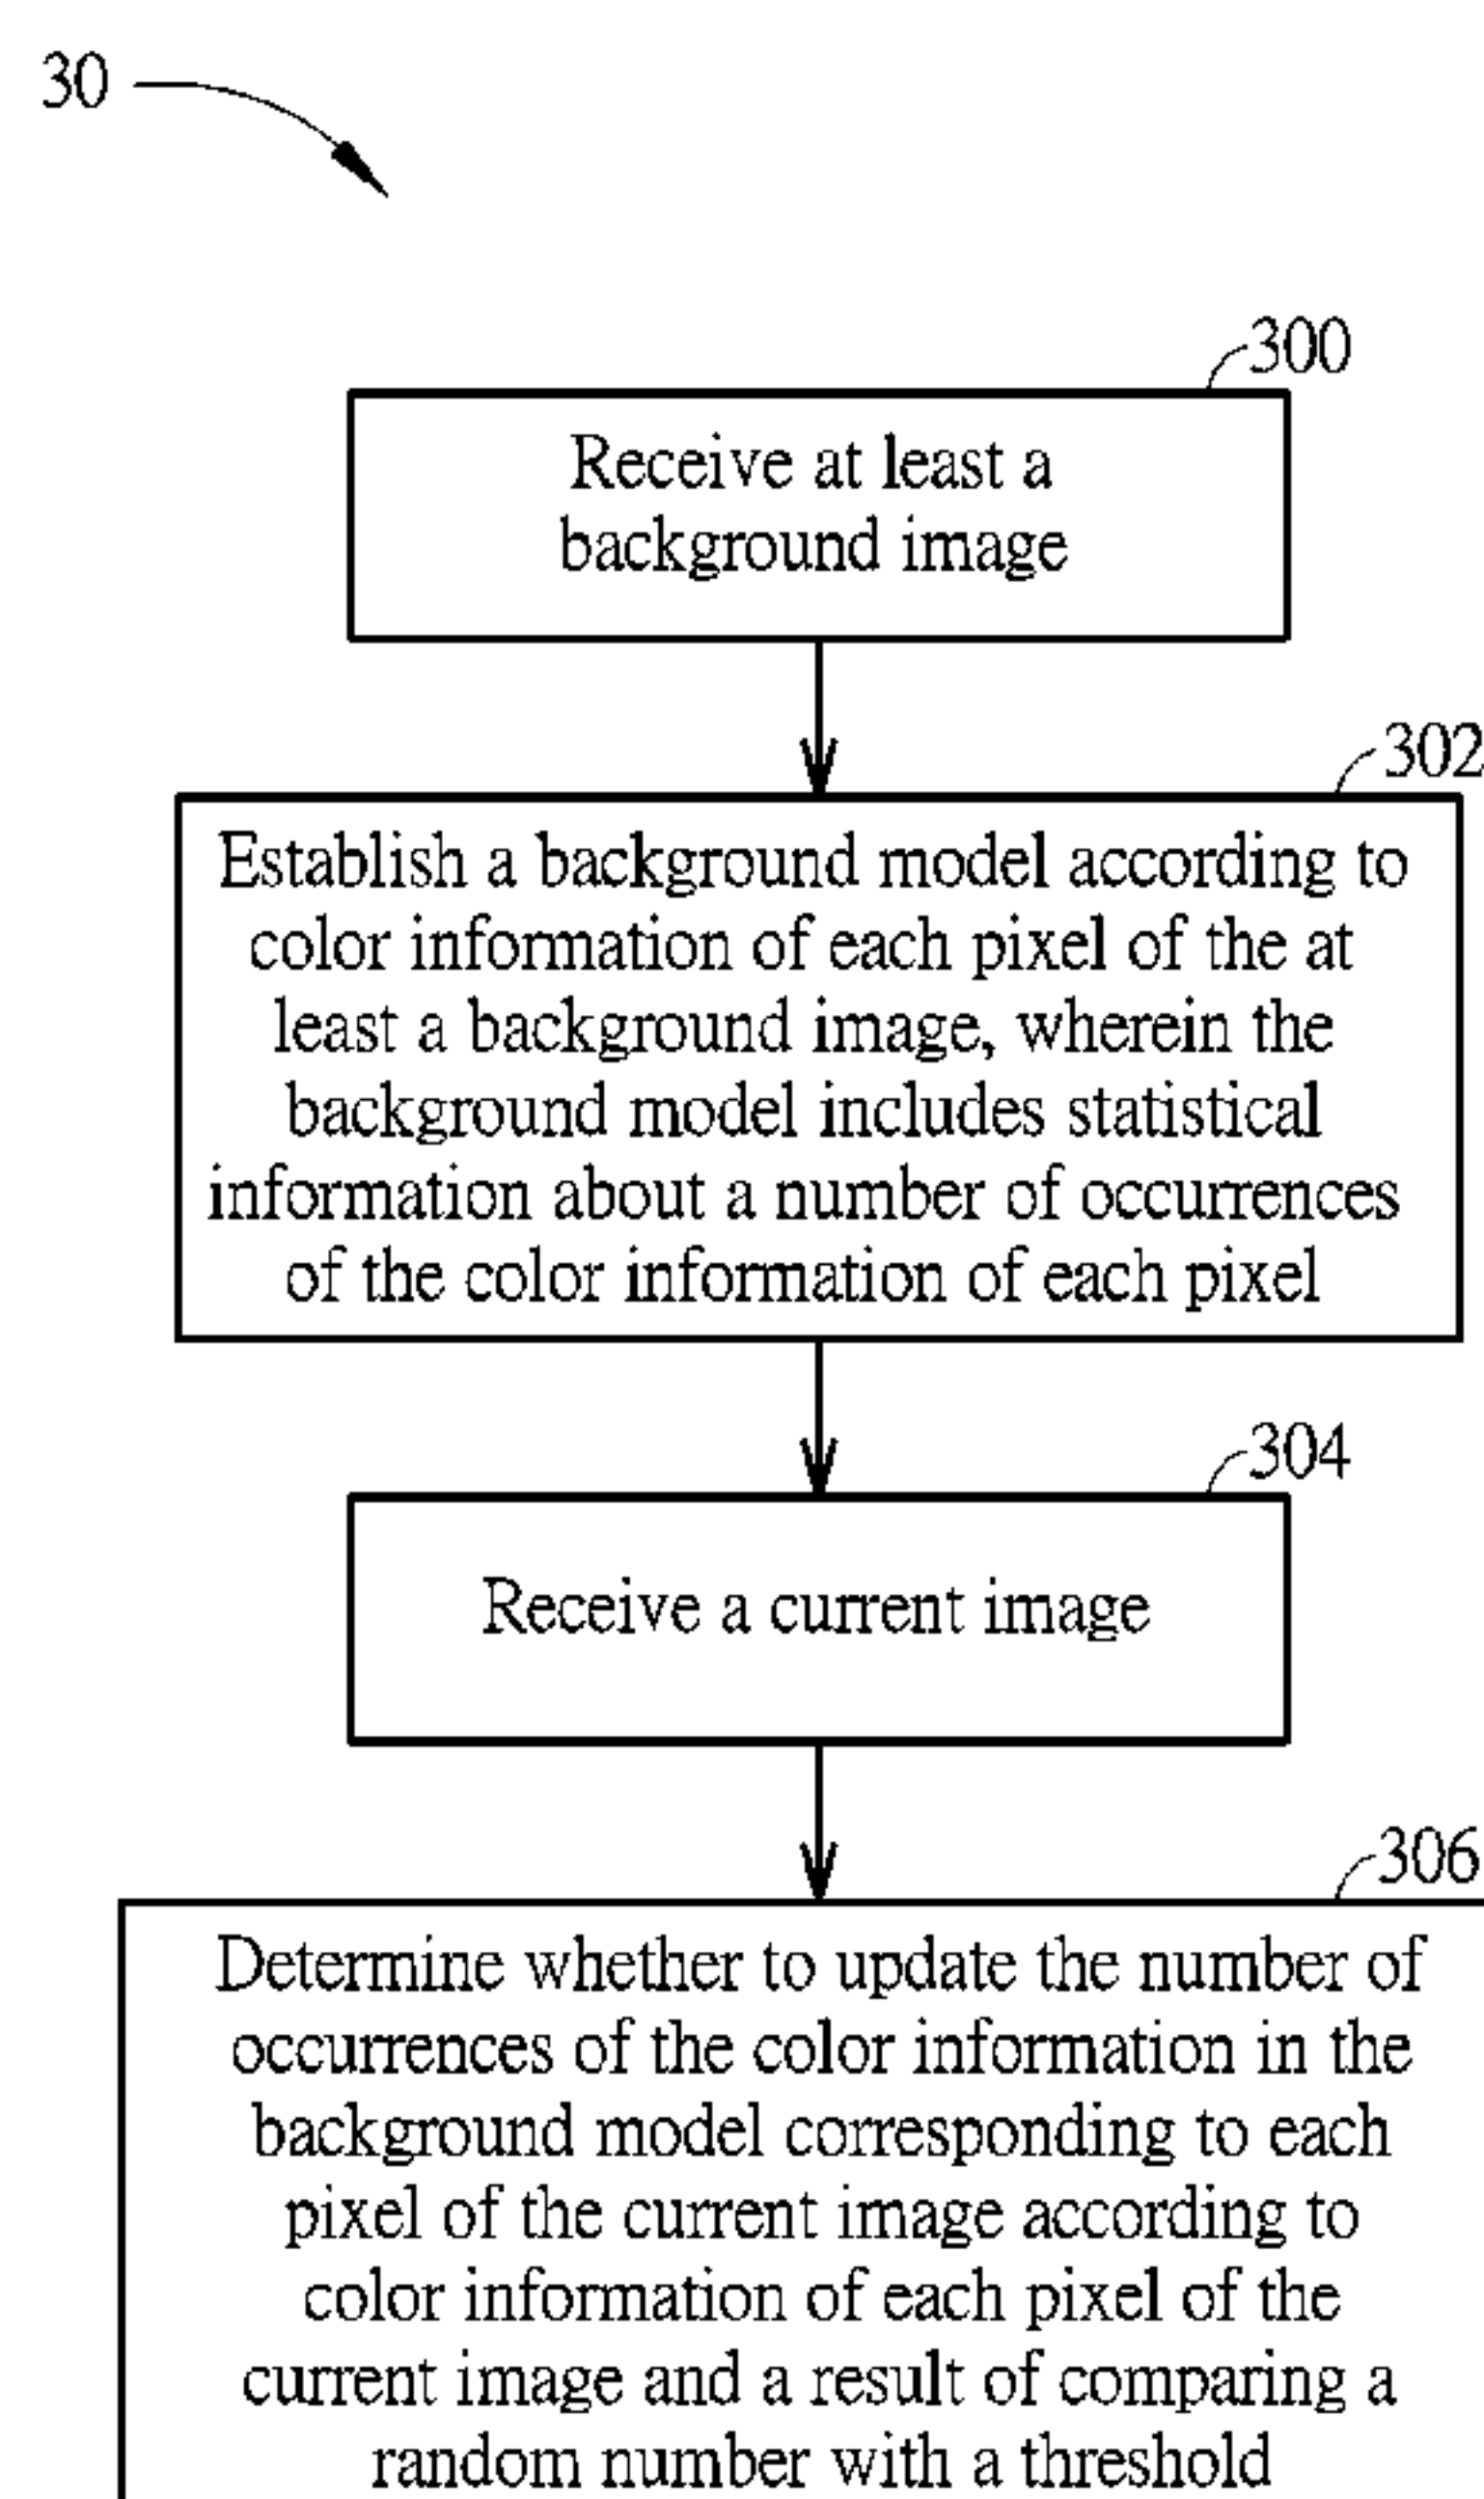 30
300
Receive at least a
background image
302
Establish a background model according to
color information of each pixel of the at
least a background image, wherein the
background model includes statistical
information about a number of occurrences
of the color information of each pixel
304
Receive a current image
306
Determine whether to update the number of
occurrences of the color information in the
background model corresponding to each
pixel of the current image according to
color information of each pixel of the
current image and a result of comparing a
random number with a threshold